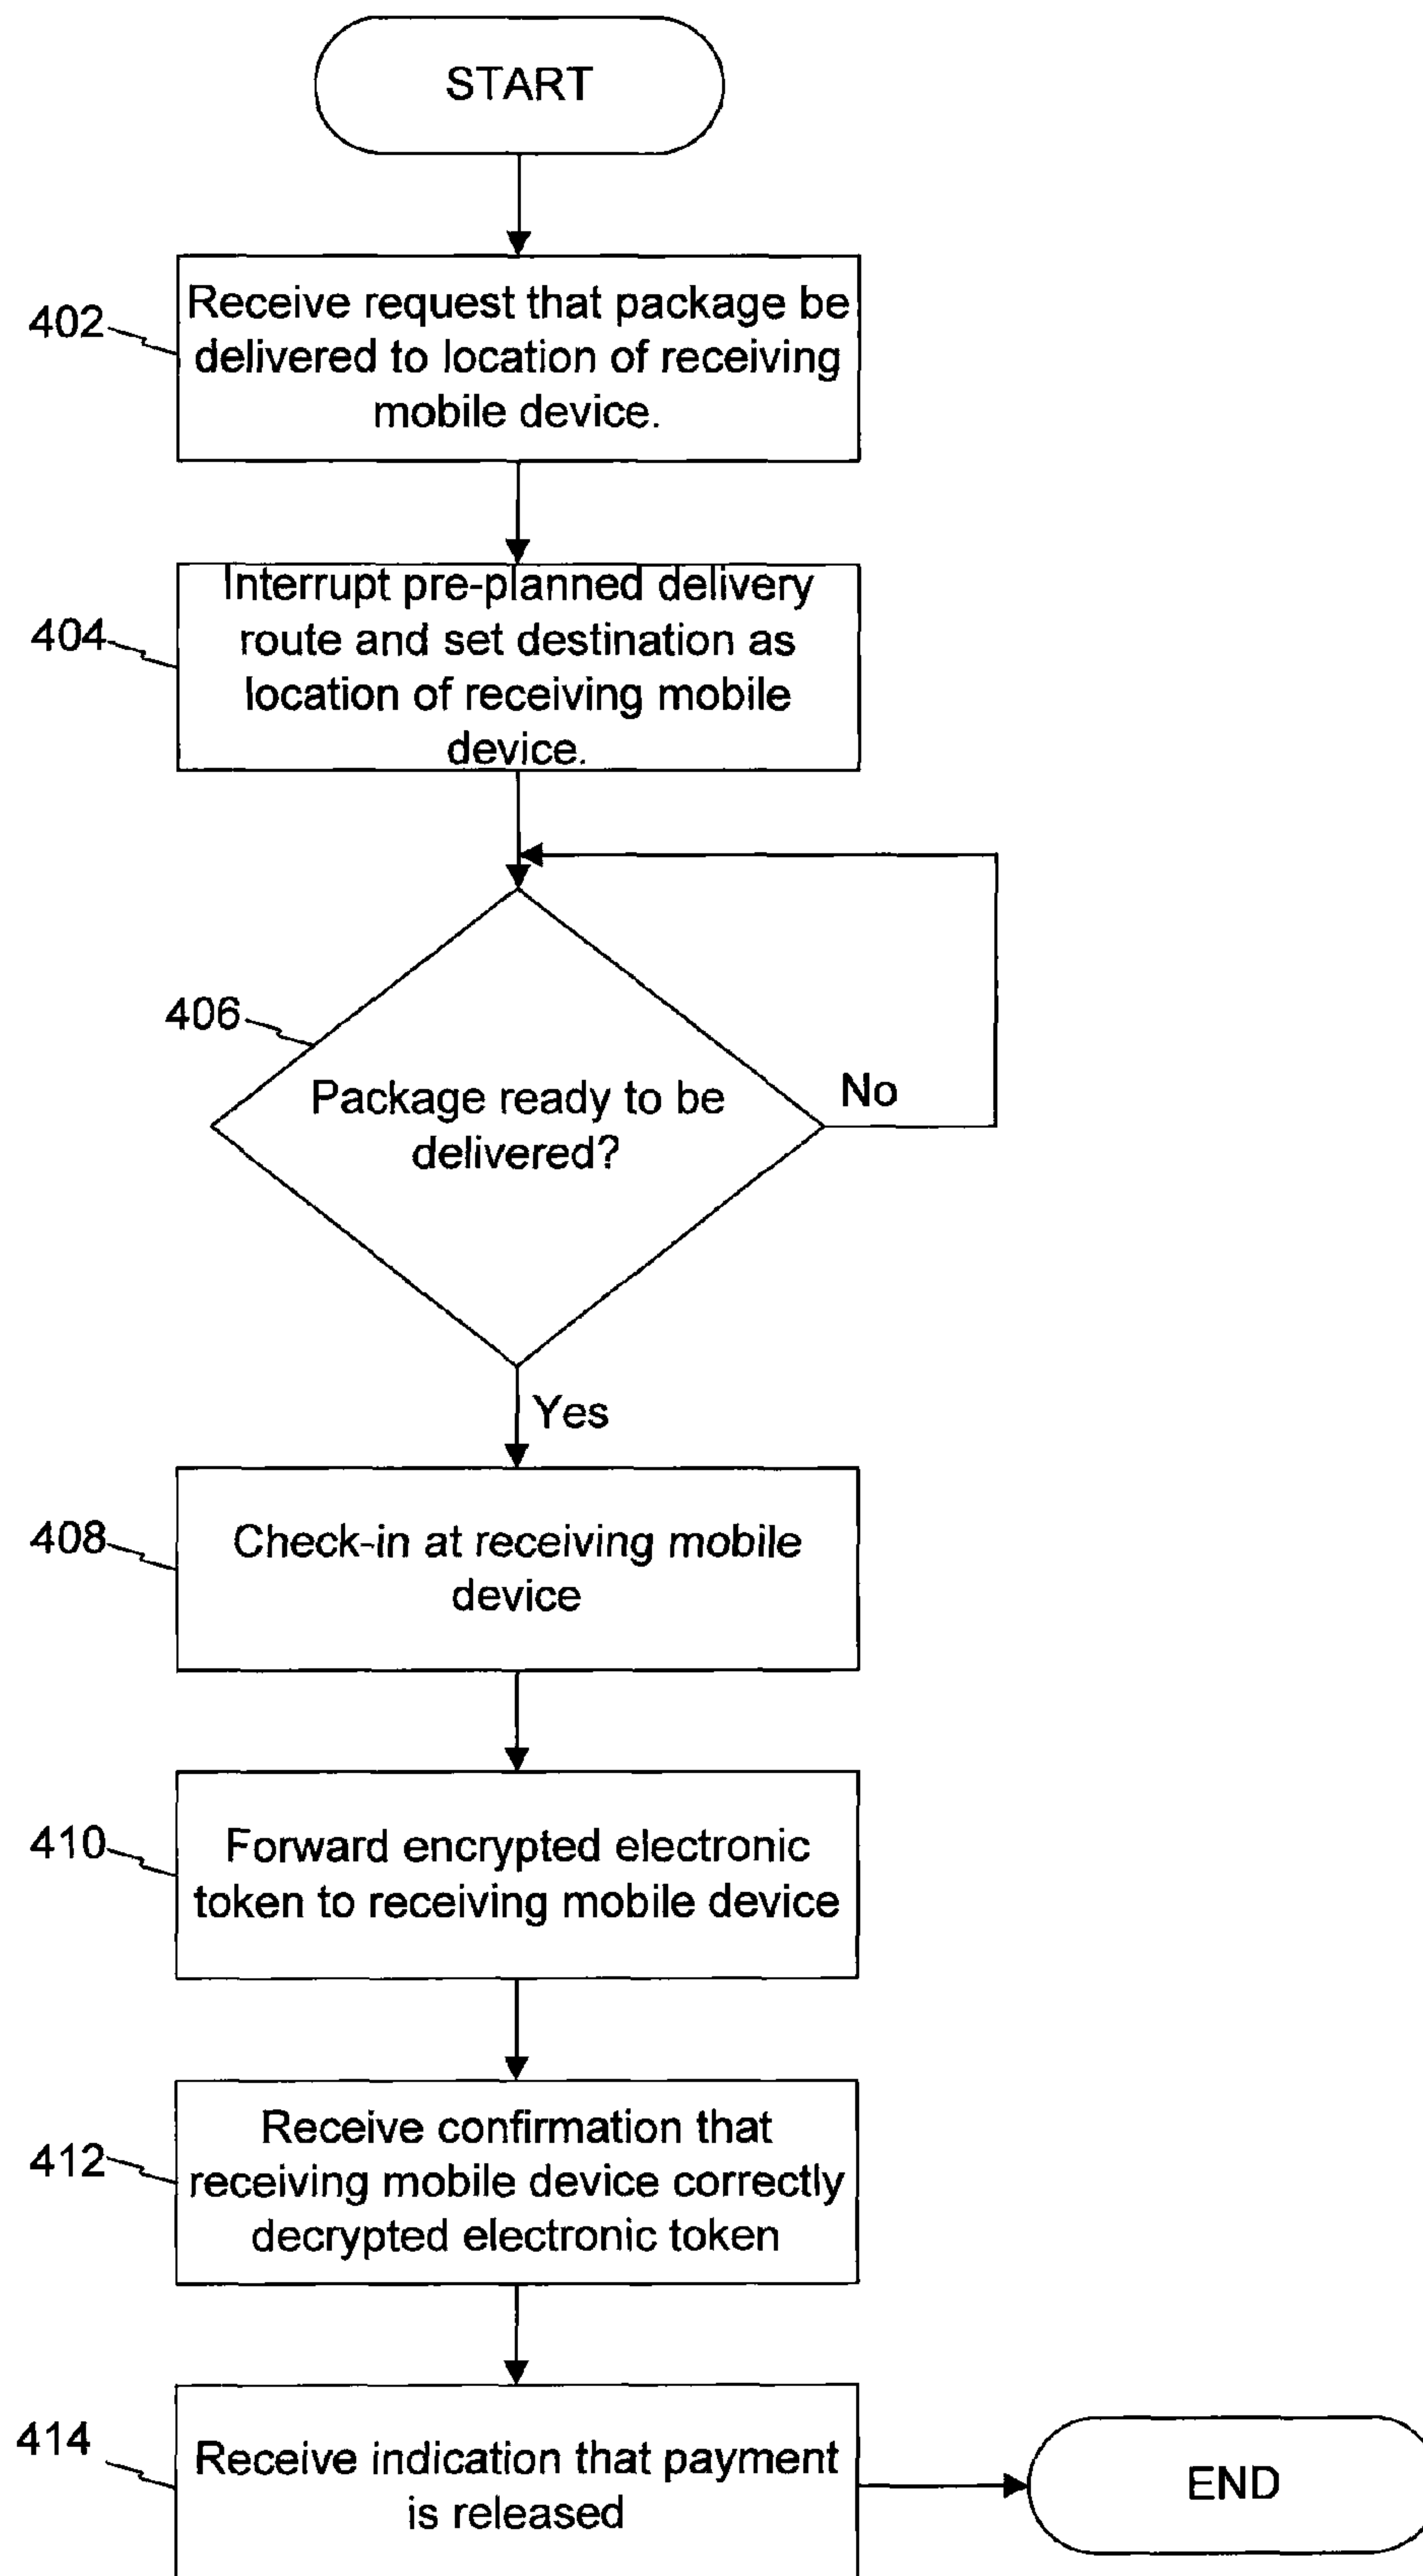 START
402
Receive request that package be
delivered to location of receiving
mobile device.
404
Interrupt pre-planned delivery
route and set destination as
location of receiving mobile
device.
406
Package ready to be
delivered?
No
Yes
408
Check-in at receiving mobile
device
410
Forward encrypted electronic
token to receiving mobile device
412
Receive confirmation that
receiving mobile device correctly
decrypted electronic token
414
Receive indication that payment
is released
END